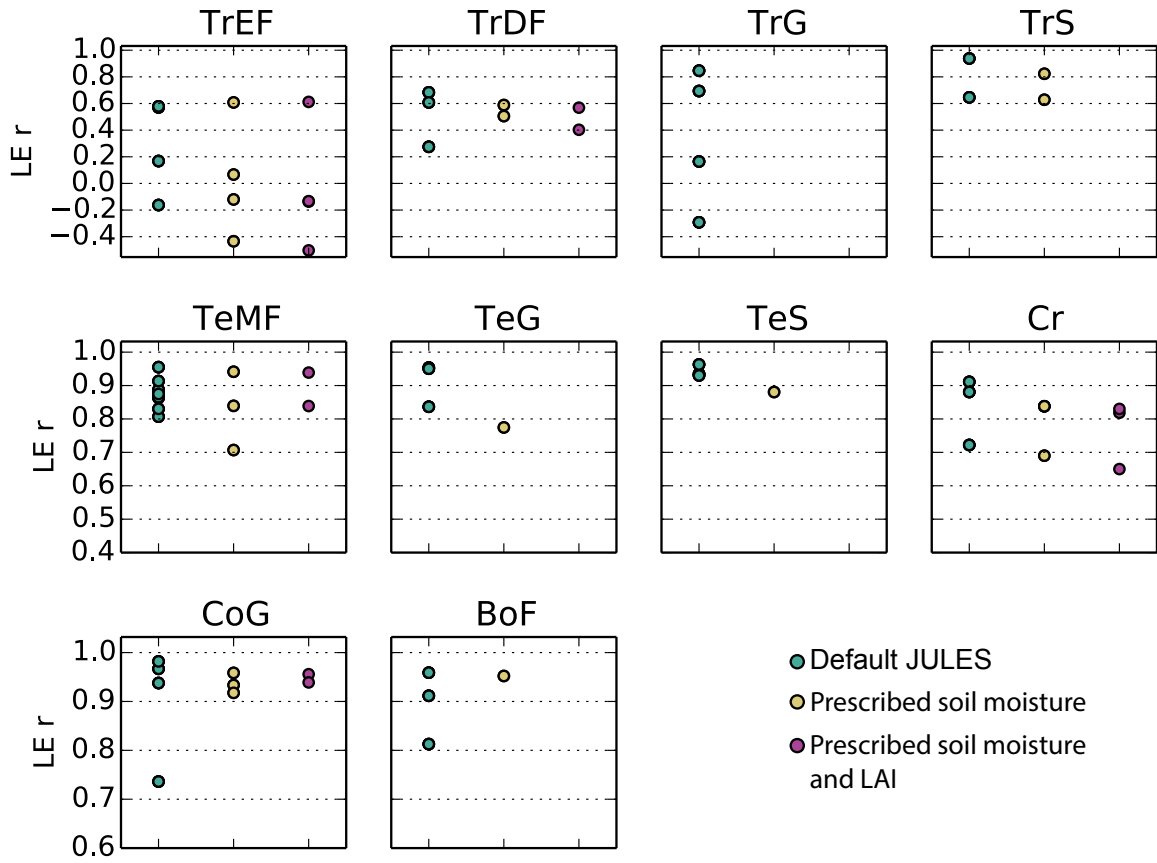 TrEF TrDF TrG TrS
1.0
0.8
0.6
0.4
0.2
0.0
−0.2
−0.4
LE r
TeMF TeG TeS Cr
1.0
0.9
0.8
0.7
0.6
0.5
0.4
LE r
CoG BoF
1.0
0.9
0.8
0.7
0.6
LE r
Default JULES
Prescribed soil moisture
Prescribed soil moisture
and LAI